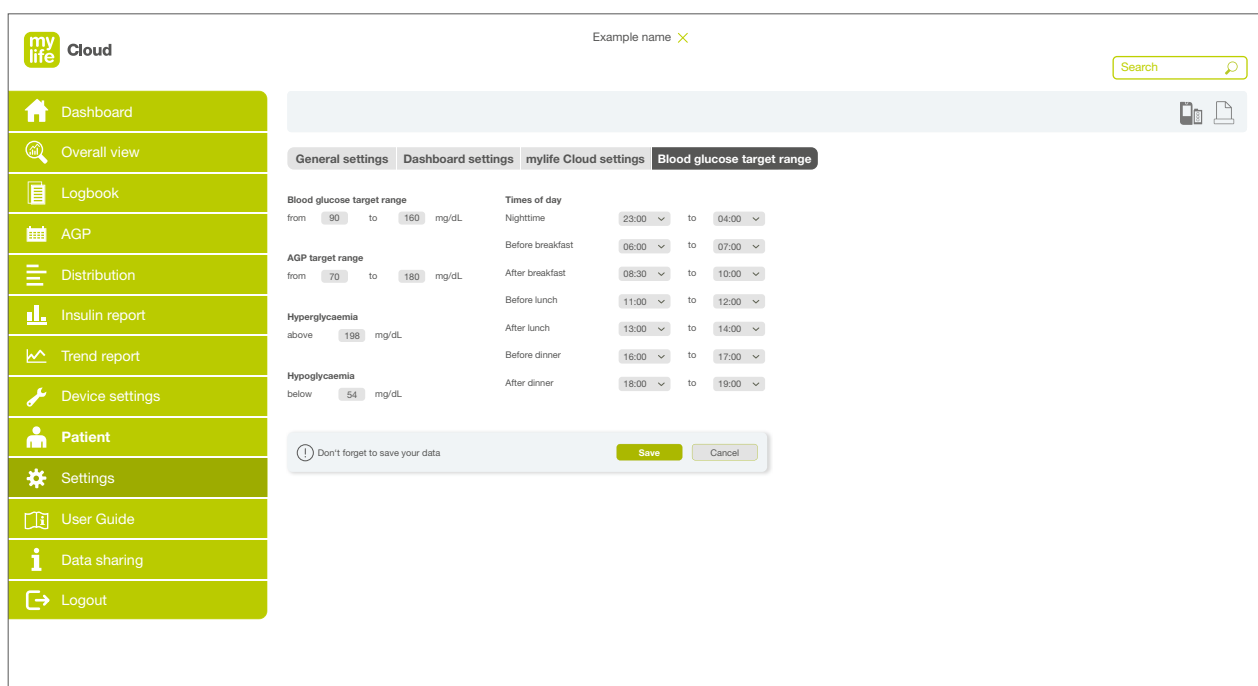 my
life
Cloud
Example name
Search
Dashboard
Overall view
Logbook
AGP
Distribution
Insulin report
Trend report
Device settings
Patient
Settings
User Guide
Data sharing
Logout
General settings Dashboard settings mylife Cloud settings Blood glucose target range
Blood glucose target range
from 90 to 160 mg/dL
AGP target range
from 70 to 180 mg/dL
Hyperglycaemia
above 198 mg/dL
Hypoglycaemia
below 54 mg/dL
Times of day
Nighttime 23:00 to 04:00
Before breakfast 06:00 to 07:00
After breakfast 08:30 to 10:00
Before lunch 11:00 to 12:00
After lunch 13:00 to 14:00
Before dinner 16:00 to 17:00
After dinner 18:00 to 19:00
Don't forget to save your data Save Cancel